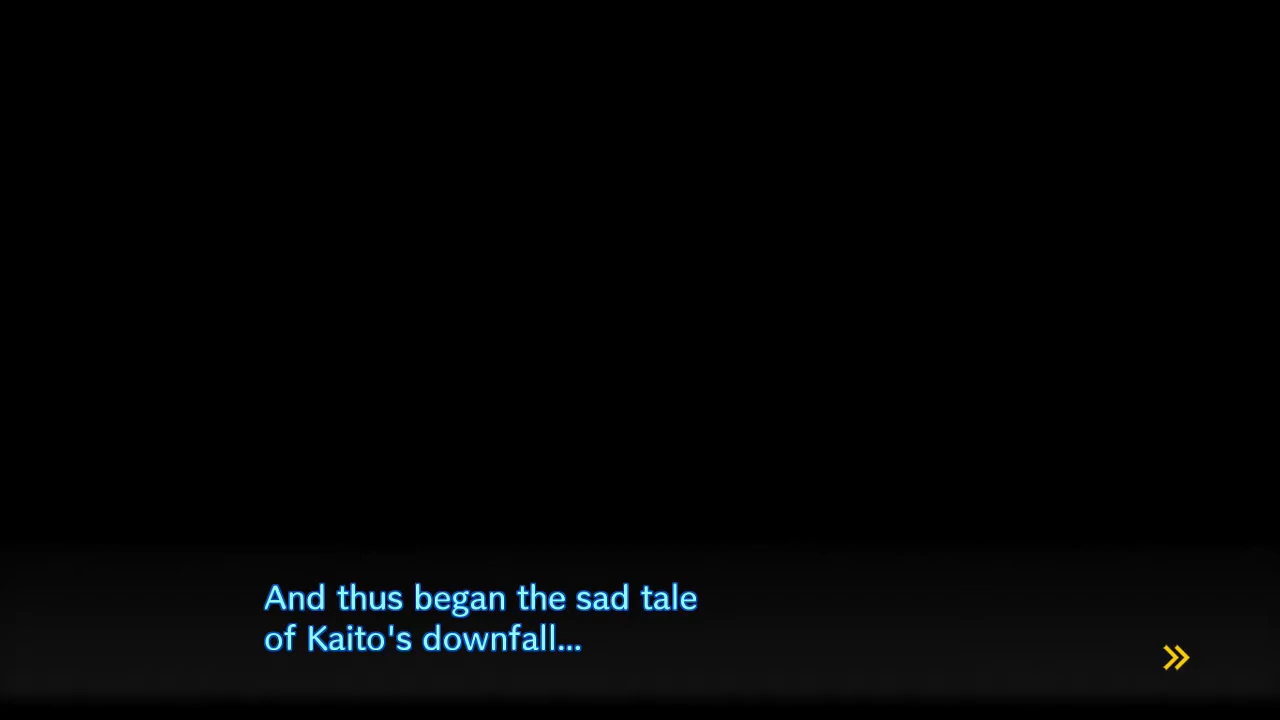 And thus began the sad tale
of Kaito's downfall...